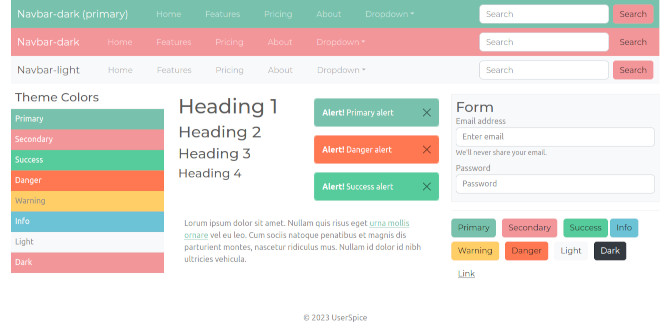 Navbar-dark (primary) Home Features Pricing About Dropdown Search Search
Navbar-dark Home Features Pricing About Dropdown Search Search
Navbar-light Home Features Pricing About Dropdown Search Search
Theme Colors
Primary
Secondary
Success
Danger
Warning
Info
Light
Dark
Heading 1
Heading 2
Heading 3
Heading 4
Alert! Primary alert
Alert! Danger alert
Alert! Success alert
Lorum ipsum dolor sit amet. Nullam quis risus eget urna mollis
ornare vel eu leo. Cum sociis natoque penatibus et magnis dis
parturient montes, nascetur ridiculus mus. Nullam id dolor id nibh
ultricies vehicula.
Form
Email address
Enter email
We'll never share your email.
Password
Password
Primary Secondary Success Info
Warning Danger Light Dark
Link
© 2023 UserSpice